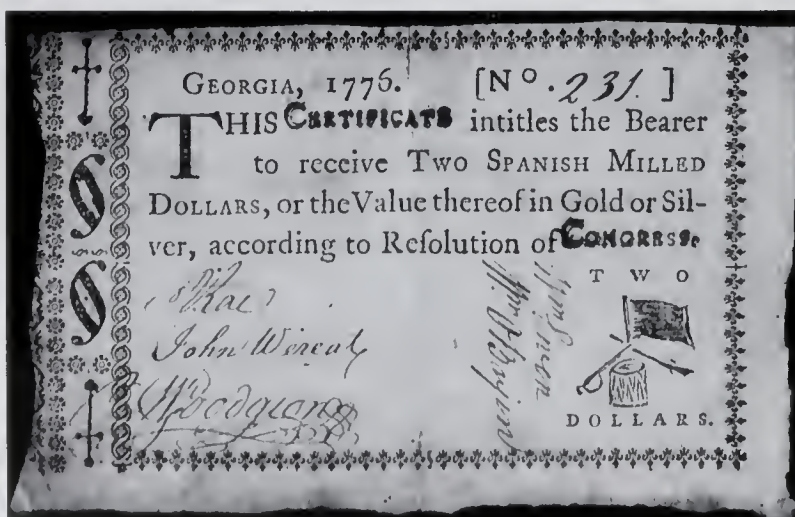 GEORGIA, 1776. [No. 231.]
THIS CERTIFICATE intitles the Bearer
to receive TWO SPANISH MILLED
DOLLARS, or the Value thereof in Gold or Sil-
ver, according to Reſolution of CONGRESS.
TWO
DOLLARS.
John Wereat